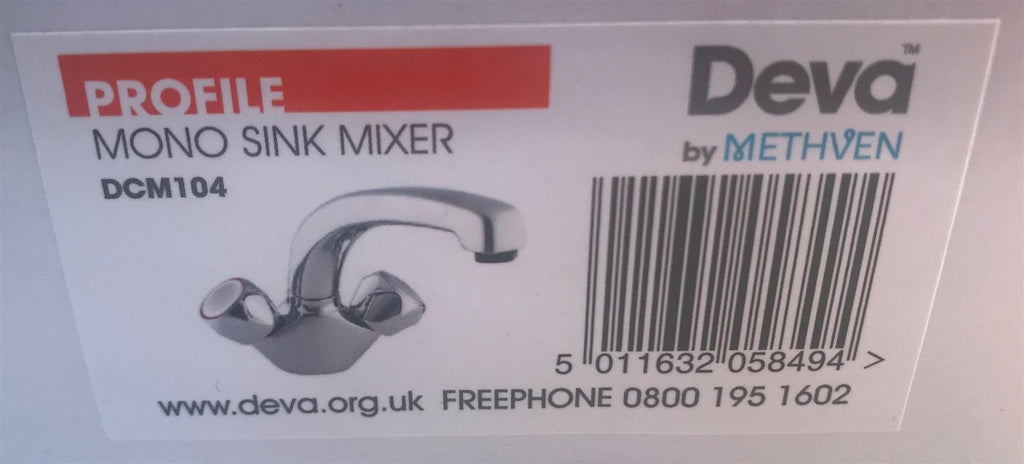 PROFILE
MONO SINK MIXER
DCM104
Deva™
by METHVEN
5 011632 058494 >
www.deva.org.uk FREEPHONE 0800 195 1602